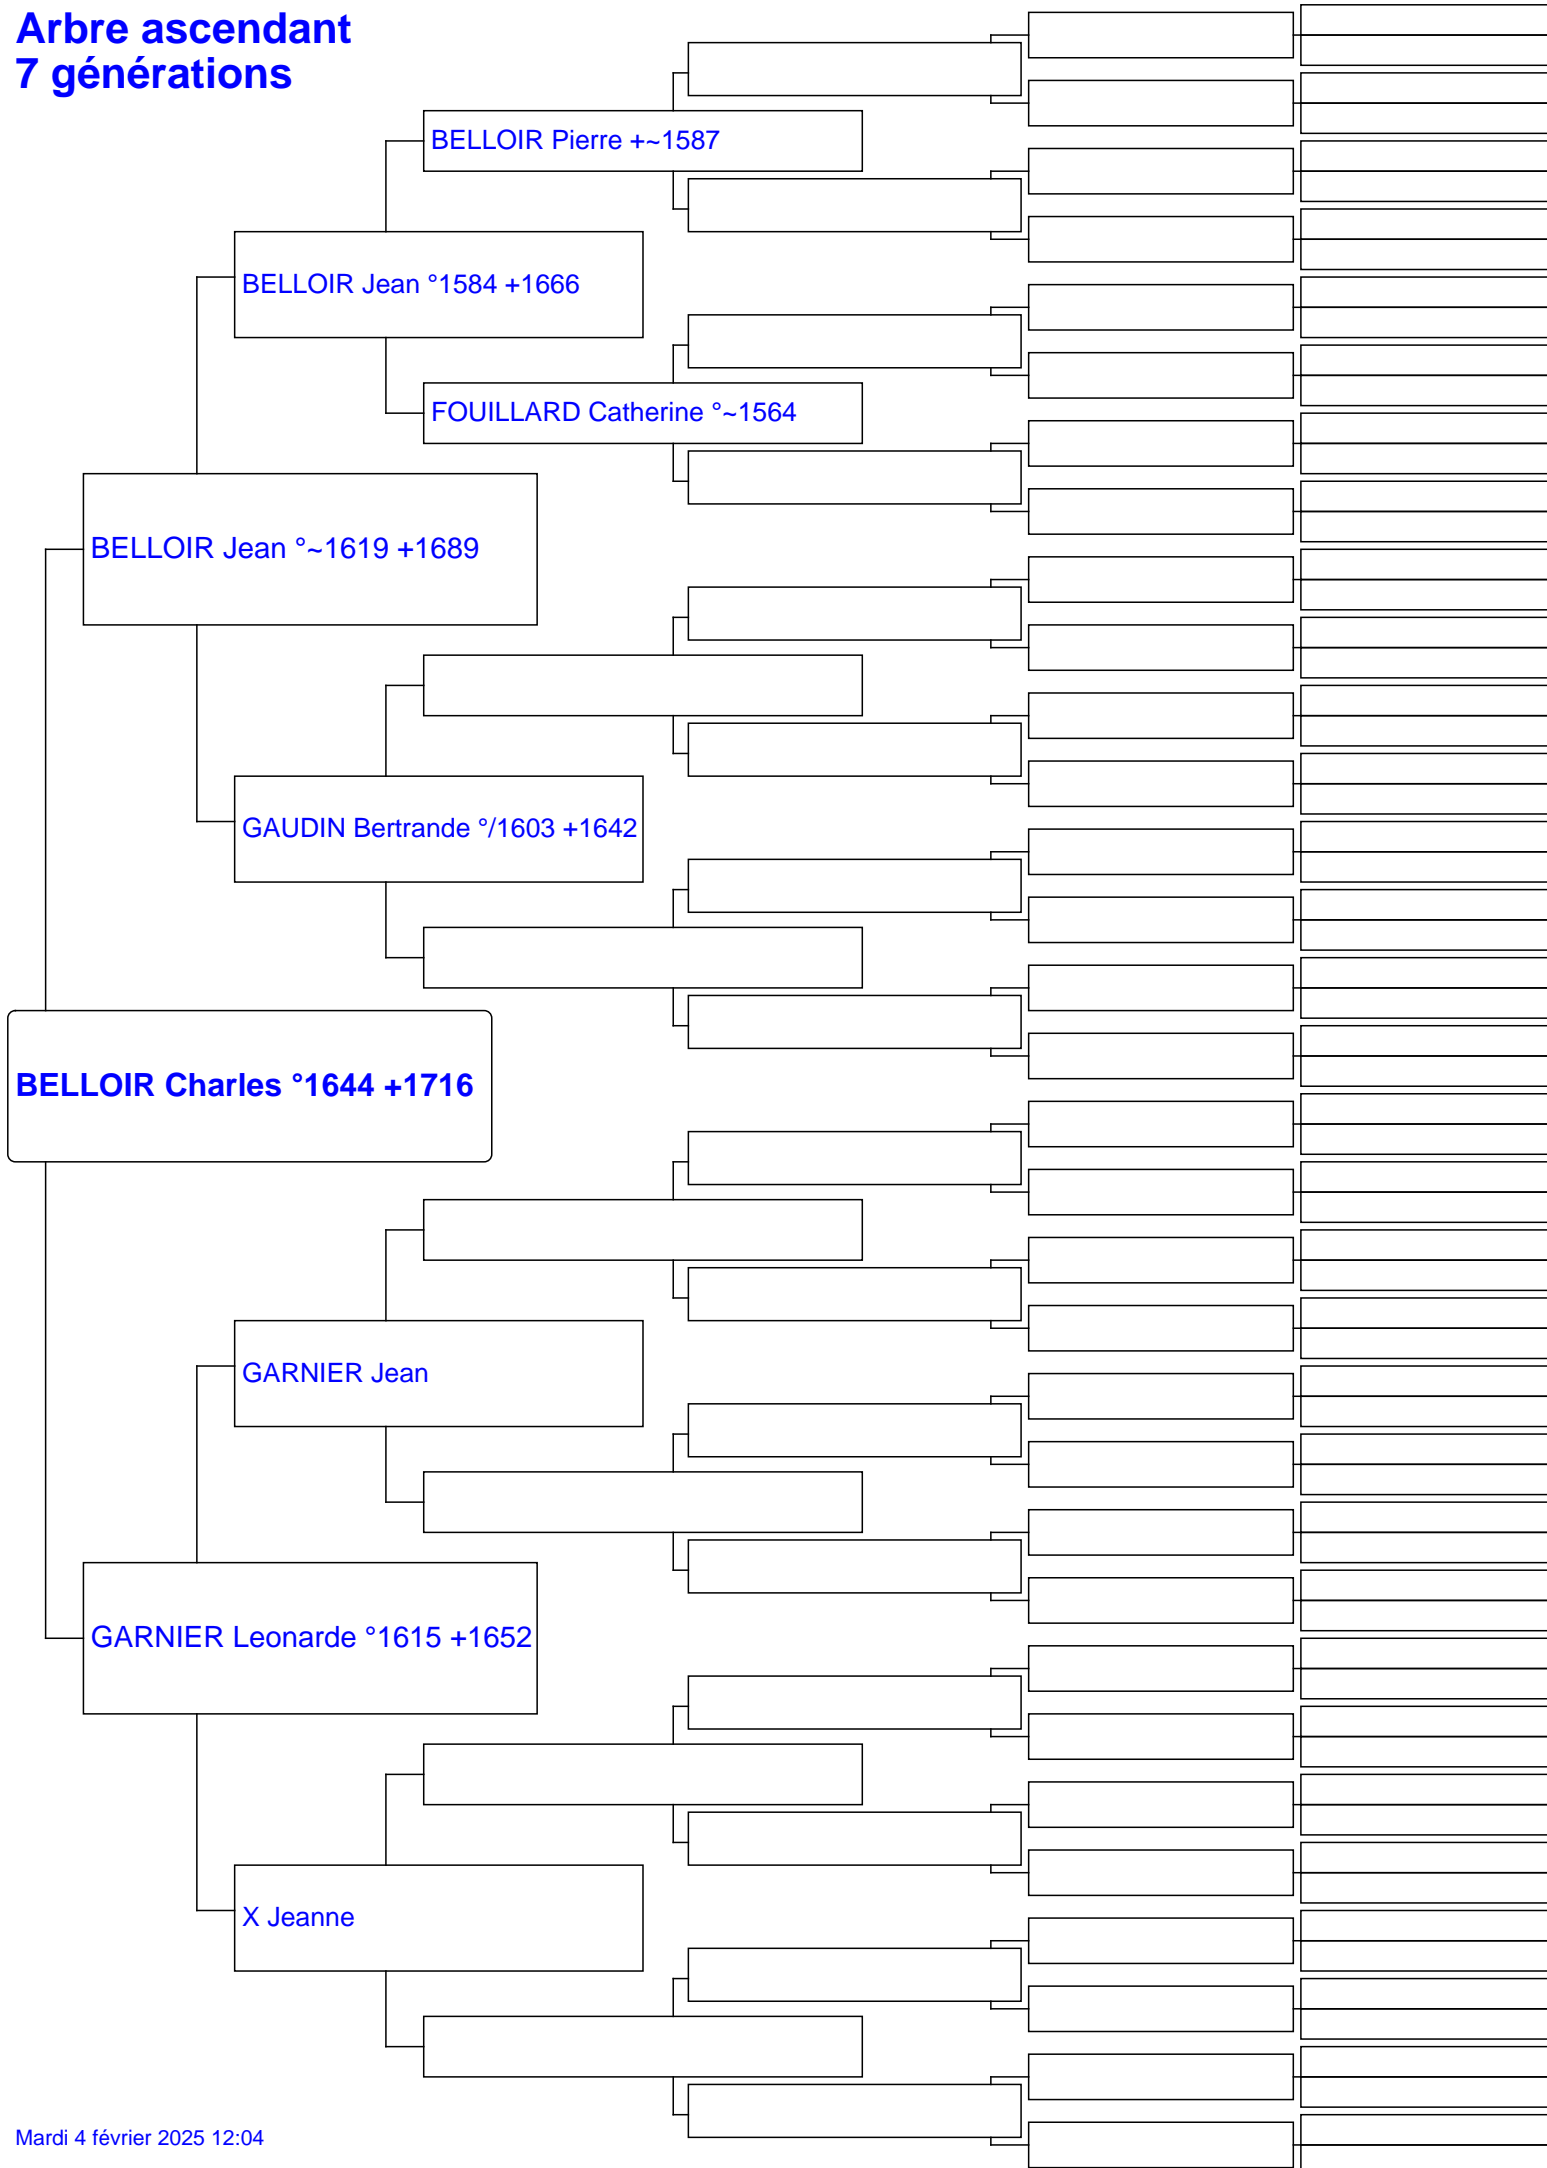 Arbre ascendant
7 générations
BELLOIR Pierre +~1587
BELLOIR Jean °1584 +1666
FOUILLARD Catherine °~1564
BELLOIR Jean °~1619 +1689
GAUDIN Bertrande °/1603 +1642
BELLOIR Charles °1644 +1716
GARNIER Jean
GARNIER Leonarde °1615 +1652
X Jeanne
Mardi 4 février 2025 12:04